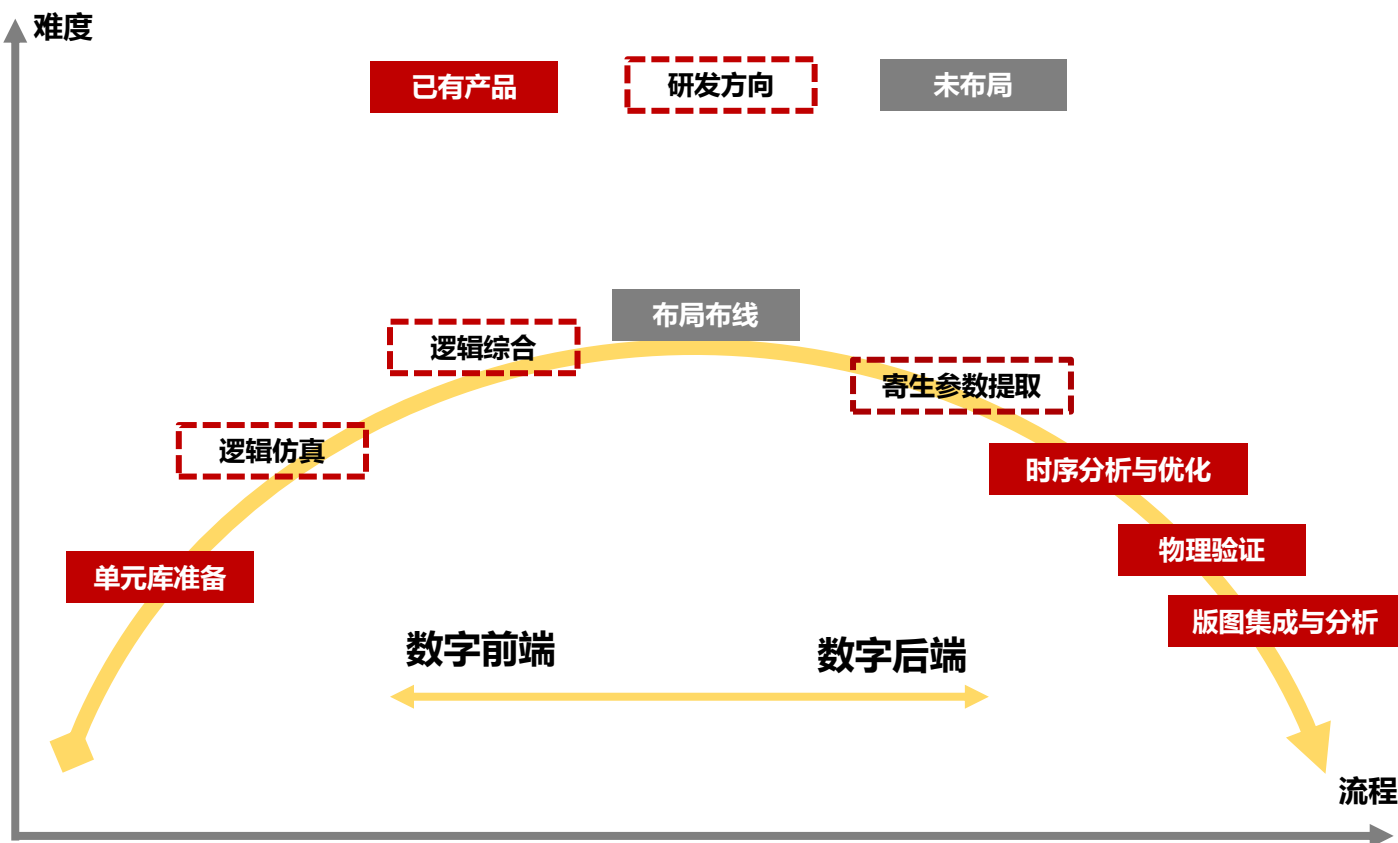 难度
已有产品
研发方向
未布局
布局布线
逻辑综合
寄生参数提取
逻辑仿真
时序分析与优化
物理验证
单元库准备
版图集成与分析
数字前端
数字后端
流程